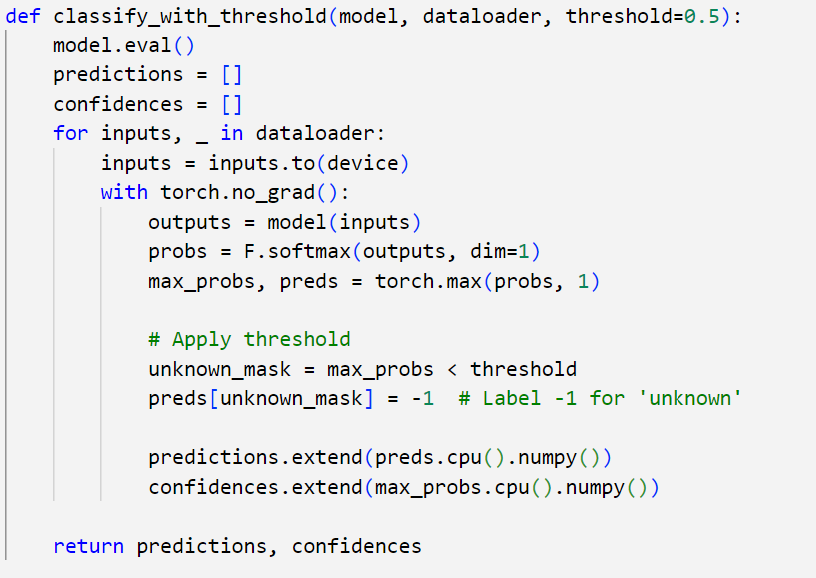 def classify_with_threshold(model, dataloader, threshold=0.5):
    model.eval()
    predictions = []
    confidences = []
    for inputs, _ in dataloader:
        inputs = inputs.to(device)
        with torch.no_grad():
            outputs = model(inputs)
            probs = F.softmax(outputs, dim=1)
            max_probs, preds = torch.max(probs, 1)

            # Apply threshold
            unknown_mask = max_probs < threshold
            preds[unknown_mask] = -1  # Label -1 for 'unknown'

            predictions.extend(preds.cpu().numpy())
            confidences.extend(max_probs.cpu().numpy())

    return predictions, confidences